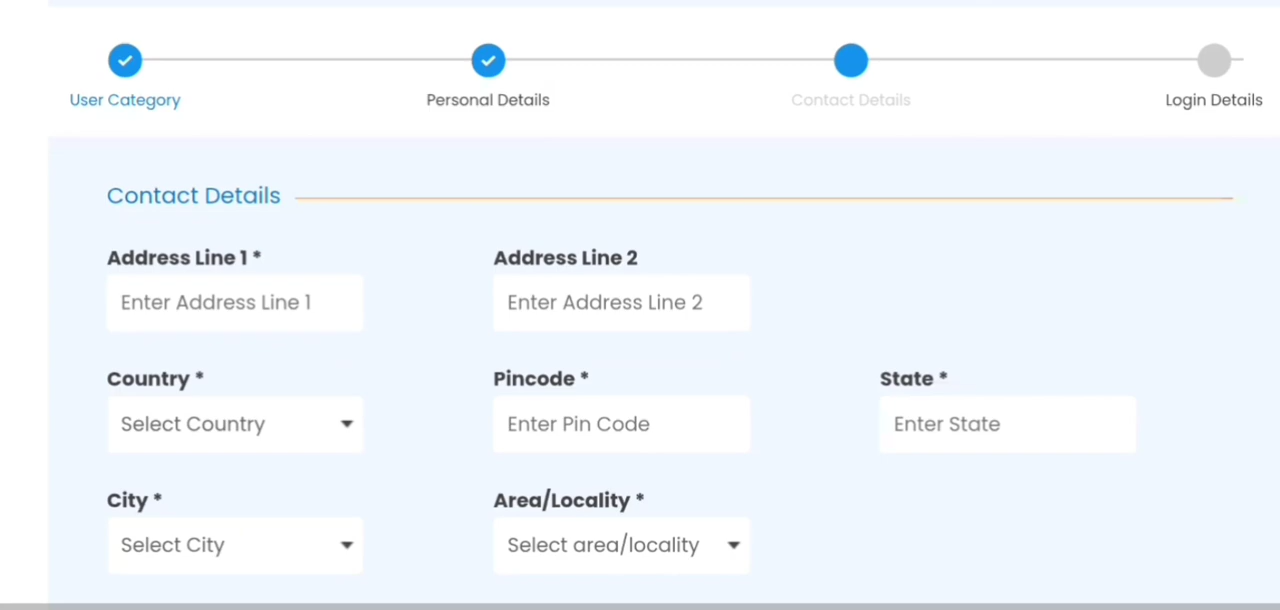 User Category Personal Details Contact Details Login Details
Contact Details
Address Line 1 * Address Line 2
Enter Address Line 1 Enter Address Line 2
Country * Pincode * State *
Select Country Enter Pin Code Enter State
City * Area/Locality *
Select City Select area/locality